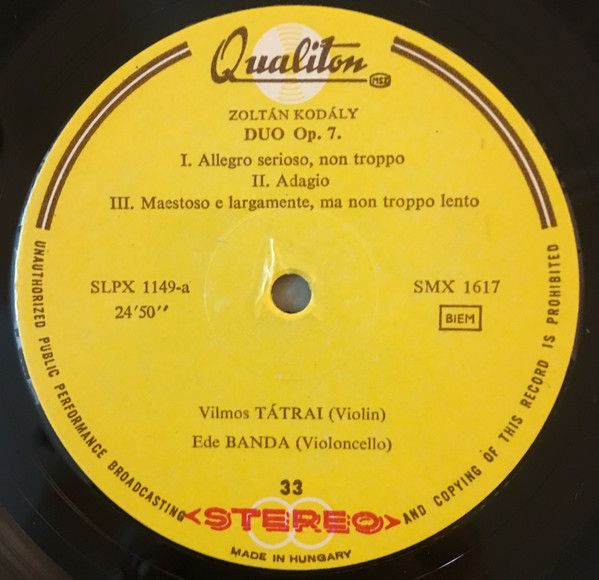 Qualiton
MSZ
ZOLTÁN KODÁLY
DUO Op. 7.
I. Allegro serioso, non troppo
II. Adagio
III. Maestoso e largamente, ma non troppo lento
SLPX 1149-a
SMX 1617
24'50''
BIEM
Vilmos TÁTRAI (Violin)
Ede BANDA (Violoncello)
33
STEREO
UNAUTHORIZED PUBLIC PERFORMANCE BROADCASTING AND COPYING OF THIS RECORD IS PROHIBITED
MADE IN HUNGARY